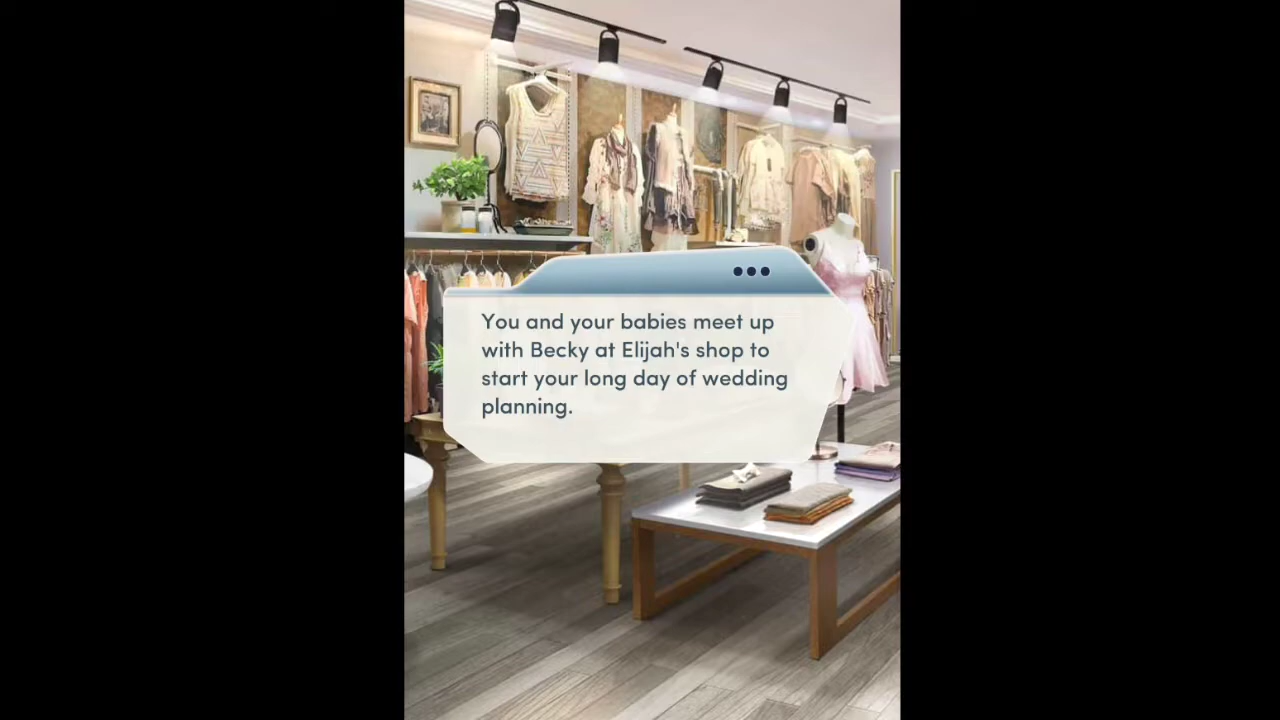 You and your babies meet up
with Becky at Elijah's shop to
start your long day of wedding
planning.